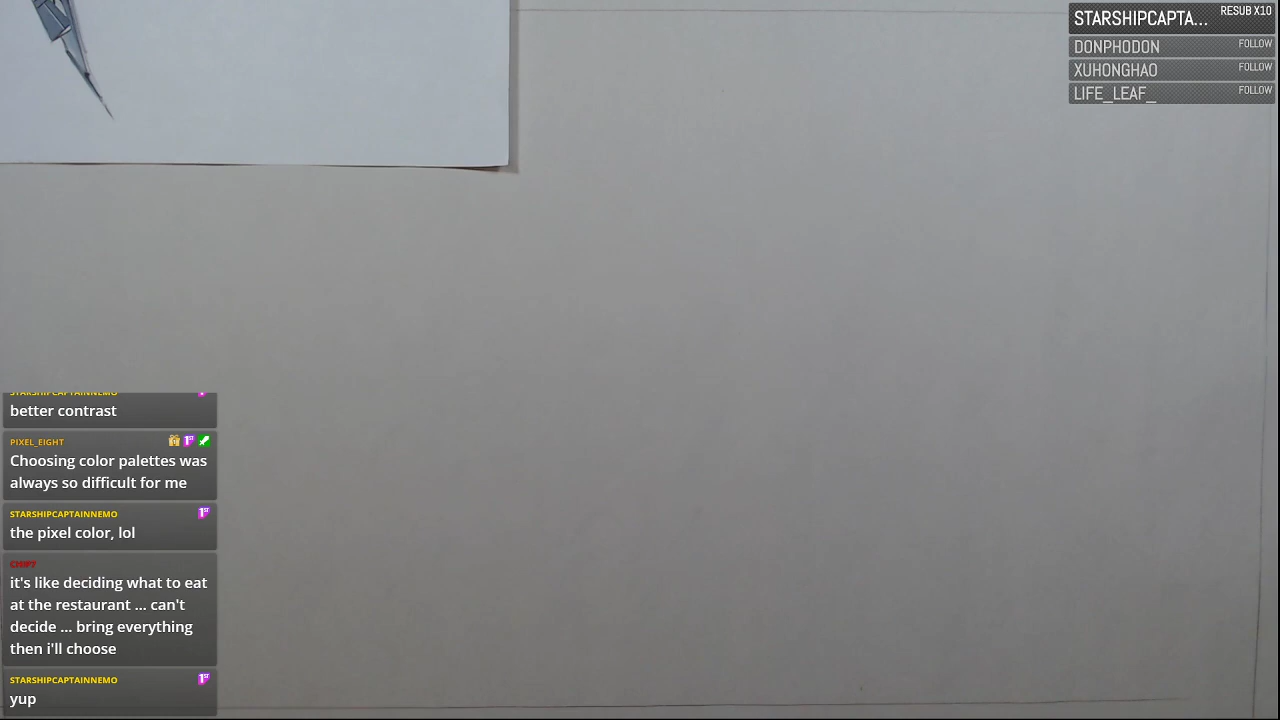 STARSHIPCAPTA... RESUB X10
DONPHODON FOLLOW
XUHONGHAO FOLLOW
LIFE_LEAF_ FOLLOW
STARSHIPCAPTAINNEMO
better contrast
PIXEL_EIGHT
Choosing color palettes was
always so difficult for me
STARSHIPCAPTAINNEMO
the pixel color, lol
CHIP7
it's like deciding what to eat
at the restaurant ... can't
decide ... bring everything
then i'll choose
STARSHIPCAPTAINNEMO
yup